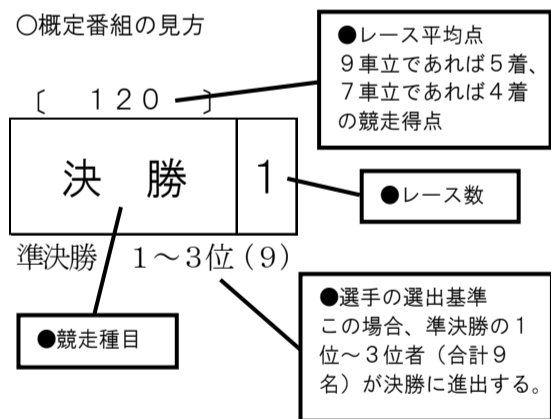 〇概定番組の見方
●レース平均点
９車立であれば５着、
７車立であれば４着
の競走得点
〔　１２０　〕
決　勝　１
●レース数
準決勝　１～３位（９）
●競走種目
●選手の選出基準
この場合、準決勝の１
位～３位者（合計９
名）が決勝に進出する。